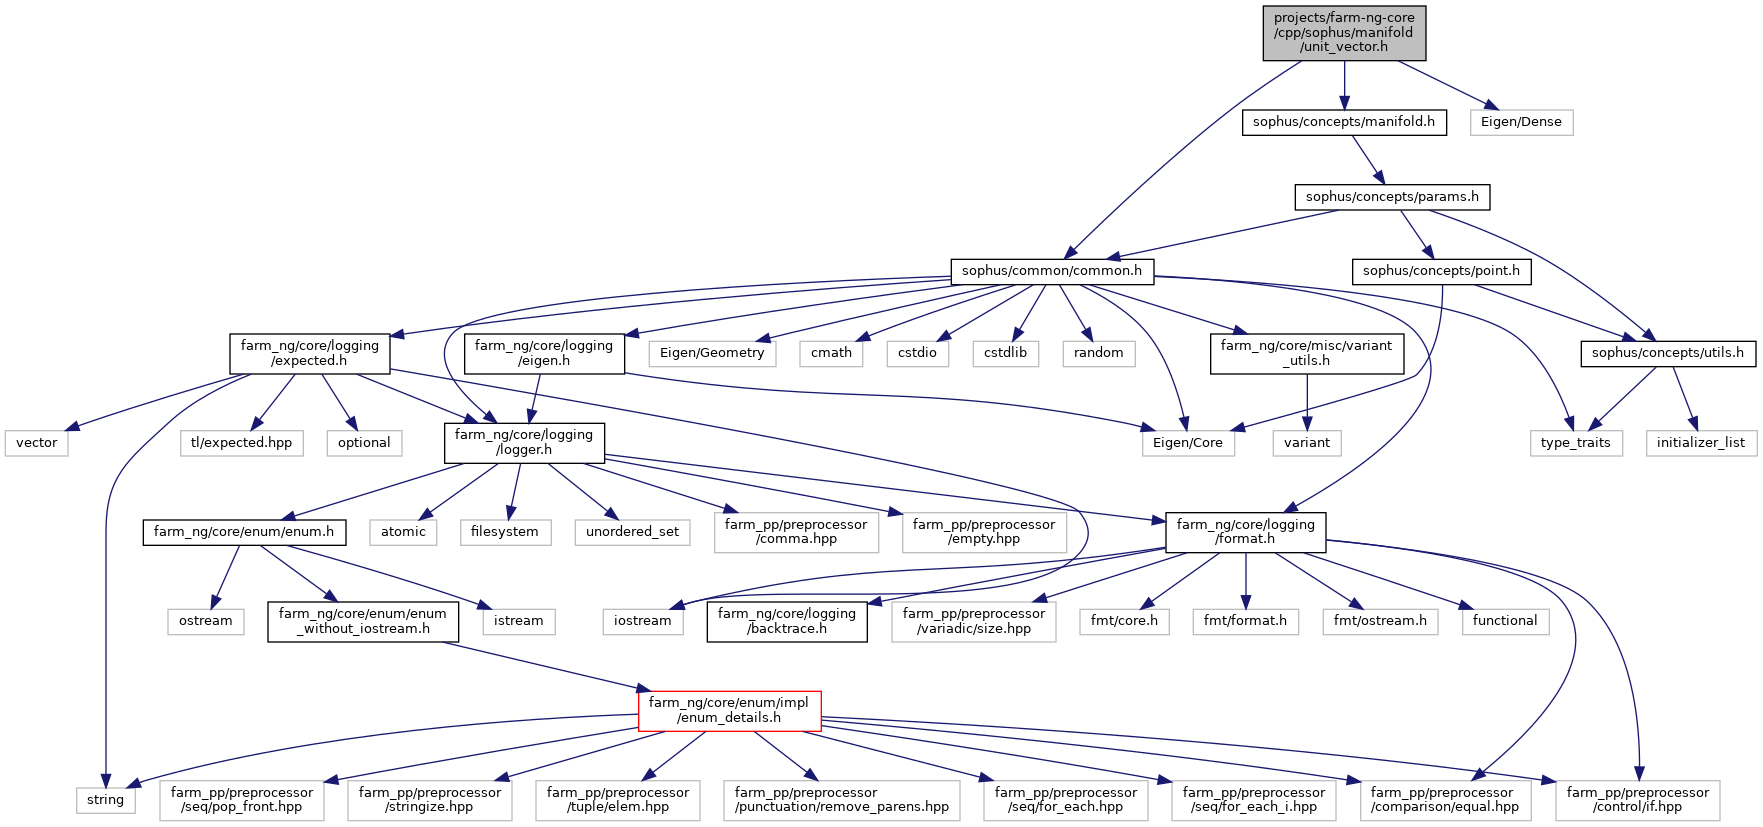 projects/farm-ng-core
/cpp/sophus/manifold
/unit_vector.h
sophus/concepts/manifold.h
Eigen/Dense
sophus/concepts/params.h
sophus/common/common.h
sophus/concepts/point.h
farm_ng/core/logging
/expected.h
farm_ng/core/logging
/eigen.h
Eigen/Geometry
cmath
cstdio
cstdlib
random
farm_ng/core/misc/variant
_utils.h
sophus/concepts/utils.h
vector
tl/expected.hpp
optional
farm_ng/core/logging
/logger.h
Eigen/Core
variant
type_traits
initializer_list
farm_ng/core/enum/enum.h
atomic
filesystem
unordered_set
farm_pp/preprocessor
/comma.hpp
farm_pp/preprocessor
/empty.hpp
farm_ng/core/logging
/format.h
ostream
farm_ng/core/enum/enum
_without_iostream.h
istream
iostream
farm_ng/core/logging
/backtrace.h
farm_pp/preprocessor
/variadic/size.hpp
fmt/core.h
fmt/format.h
fmt/ostream.h
functional
farm_ng/core/enum/impl
/enum_details.h
string
farm_pp/preprocessor
/seq/pop_front.hpp
farm_pp/preprocessor
/stringize.hpp
farm_pp/preprocessor
/tuple/elem.hpp
farm_pp/preprocessor
/punctuation/remove_parens.hpp
farm_pp/preprocessor
/seq/for_each.hpp
farm_pp/preprocessor
/seq/for_each_i.hpp
farm_pp/preprocessor
/comparison/equal.hpp
farm_pp/preprocessor
/control/if.hpp